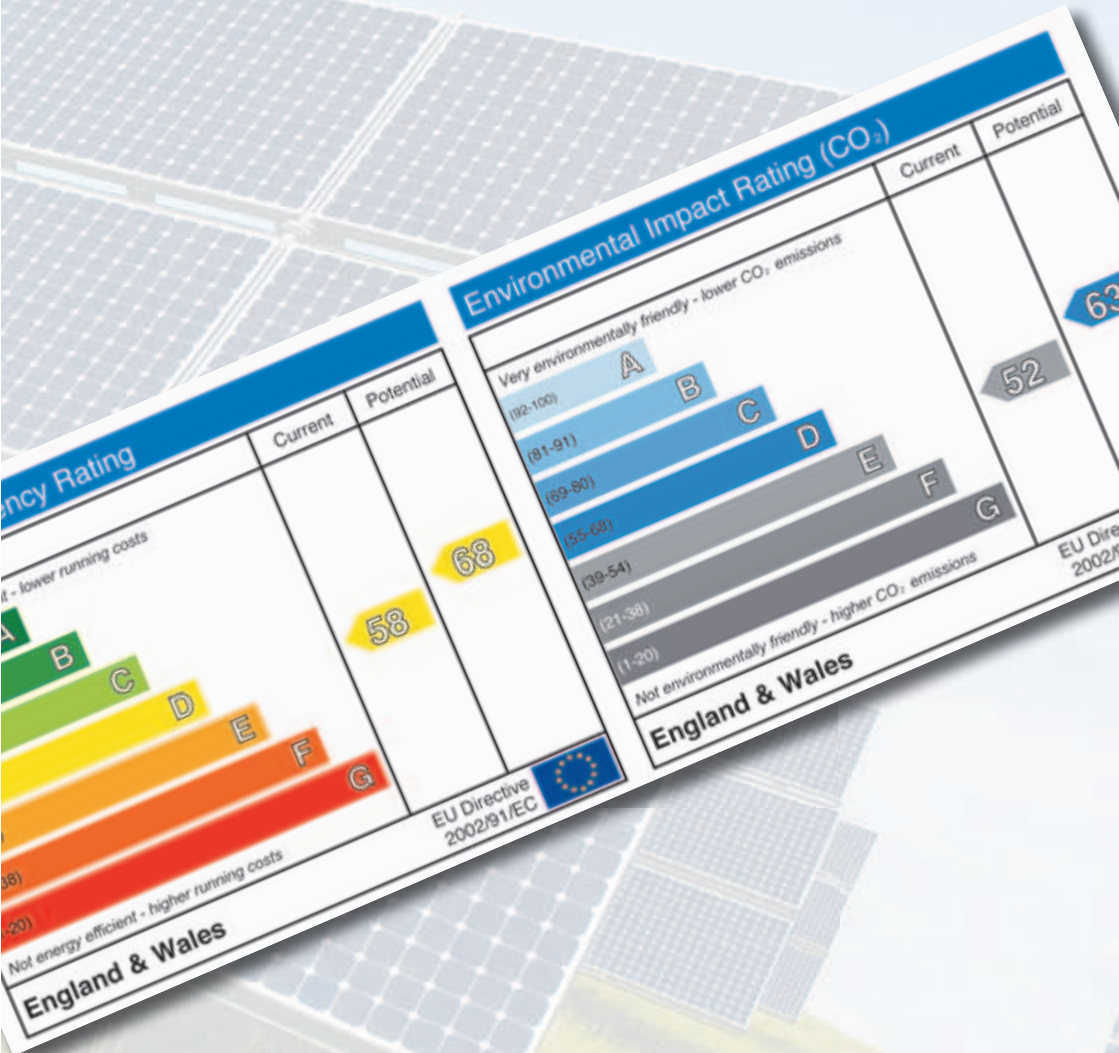 ency Rating
Current
Potential
t - lower running costs
A
B
C
D
E
F
G
38)
-20)
58
68
Not energy efficient - higher running costs
England & Wales
EU Directive
2002/91/EC
Environmental Impact Rating (CO₂)
Current
Potential
Very environmentally friendly - lower CO₂ emissions
(92-100) A
(81-91) B
(69-80) C
(55-68) D
(39-54) E
(21-38) F
(1-20) G
52
63
Not environmentally friendly - higher CO₂ emissions
England & Wales
EU Dire
2002/